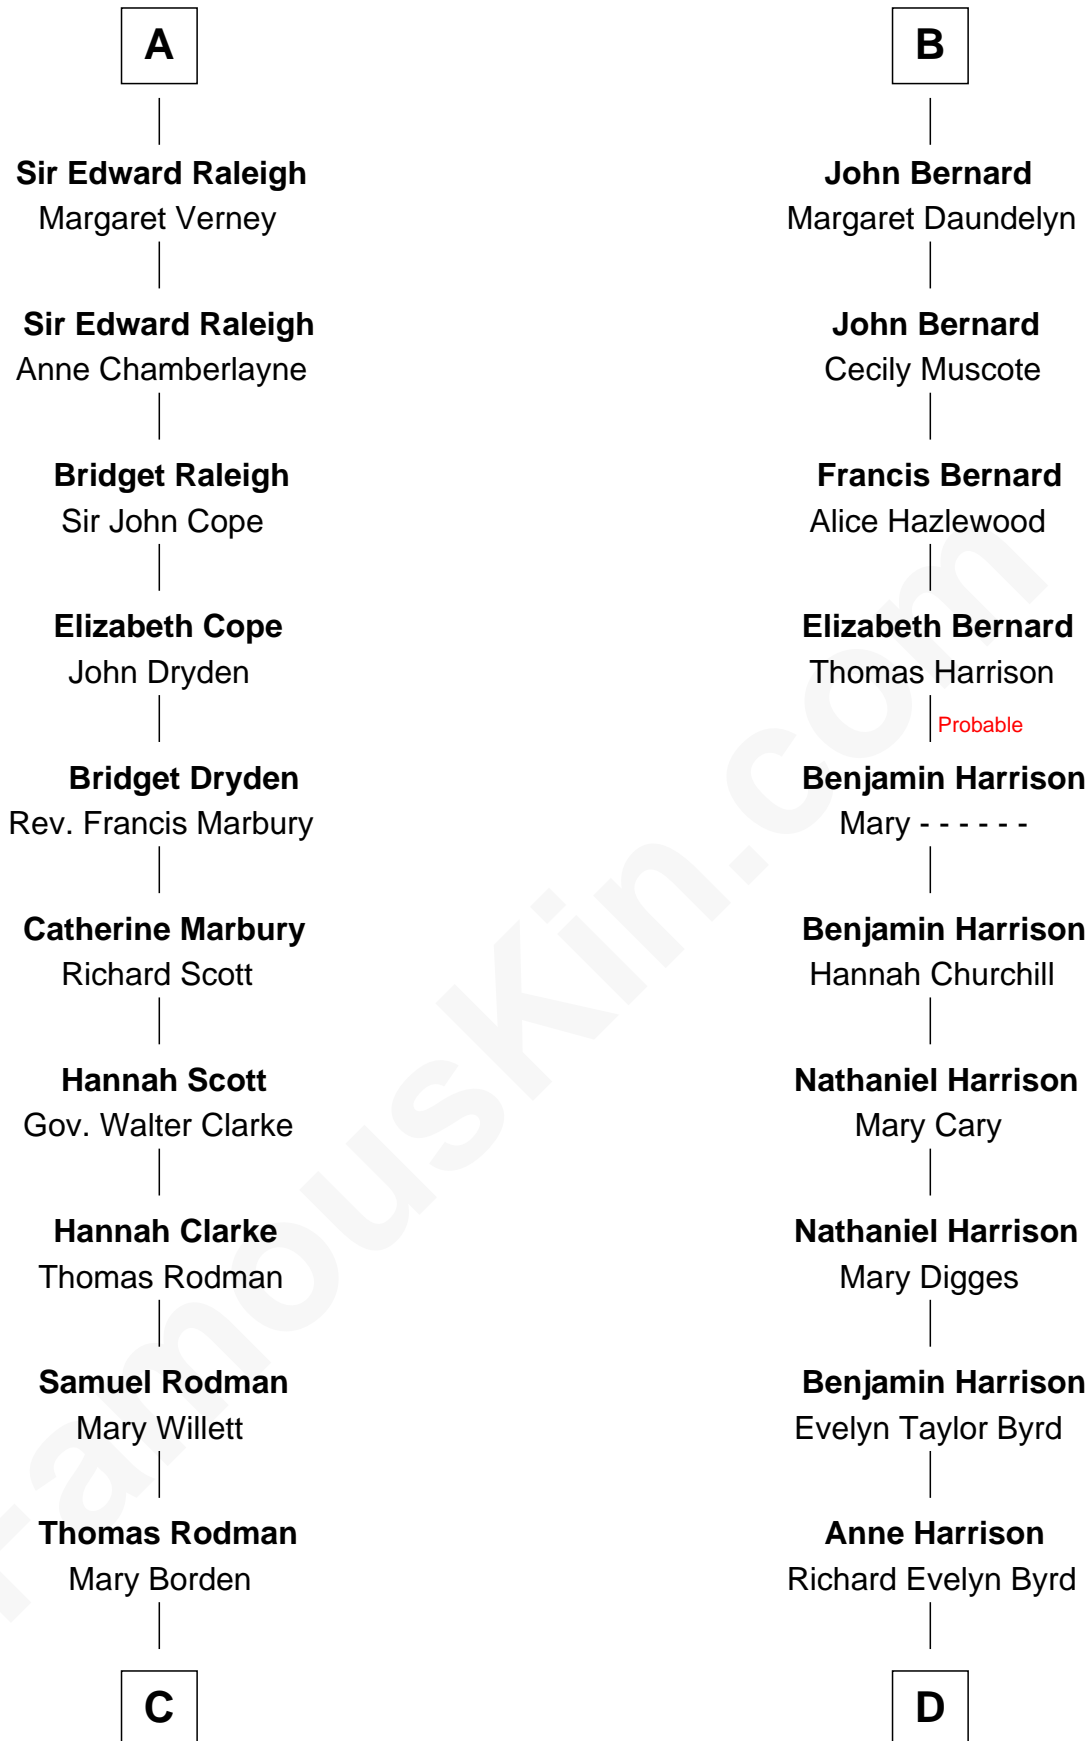 A
Sir Edward Raleigh
Margaret Verney
Sir Edward Raleigh
Anne Chamberlayne
Bridget Raleigh
Sir John Cope
Elizabeth Cope
John Dryden
Bridget Dryden
Rev. Francis Marbury
Catherine Marbury
Richard Scott
Hannah Scott
Gov. Walter Clarke
Hannah Clarke
Thomas Rodman
Samuel Rodman
Mary Willett
Thomas Rodman
Mary Borden
C
B
John Bernard
Margaret Daundelyn
John Bernard
Cecily Muscote
Francis Bernard
Alice Hazlewood
Elizabeth Bernard
Thomas Harrison
Probable
Benjamin Harrison
Mary - - - - - -
Benjamin Harrison
Hannah Churchill
Nathaniel Harrison
Mary Cary
Nathaniel Harrison
Mary Digges
Benjamin Harrison
Evelyn Taylor Byrd
Anne Harrison
Richard Evelyn Byrd
D
FamousKin.com